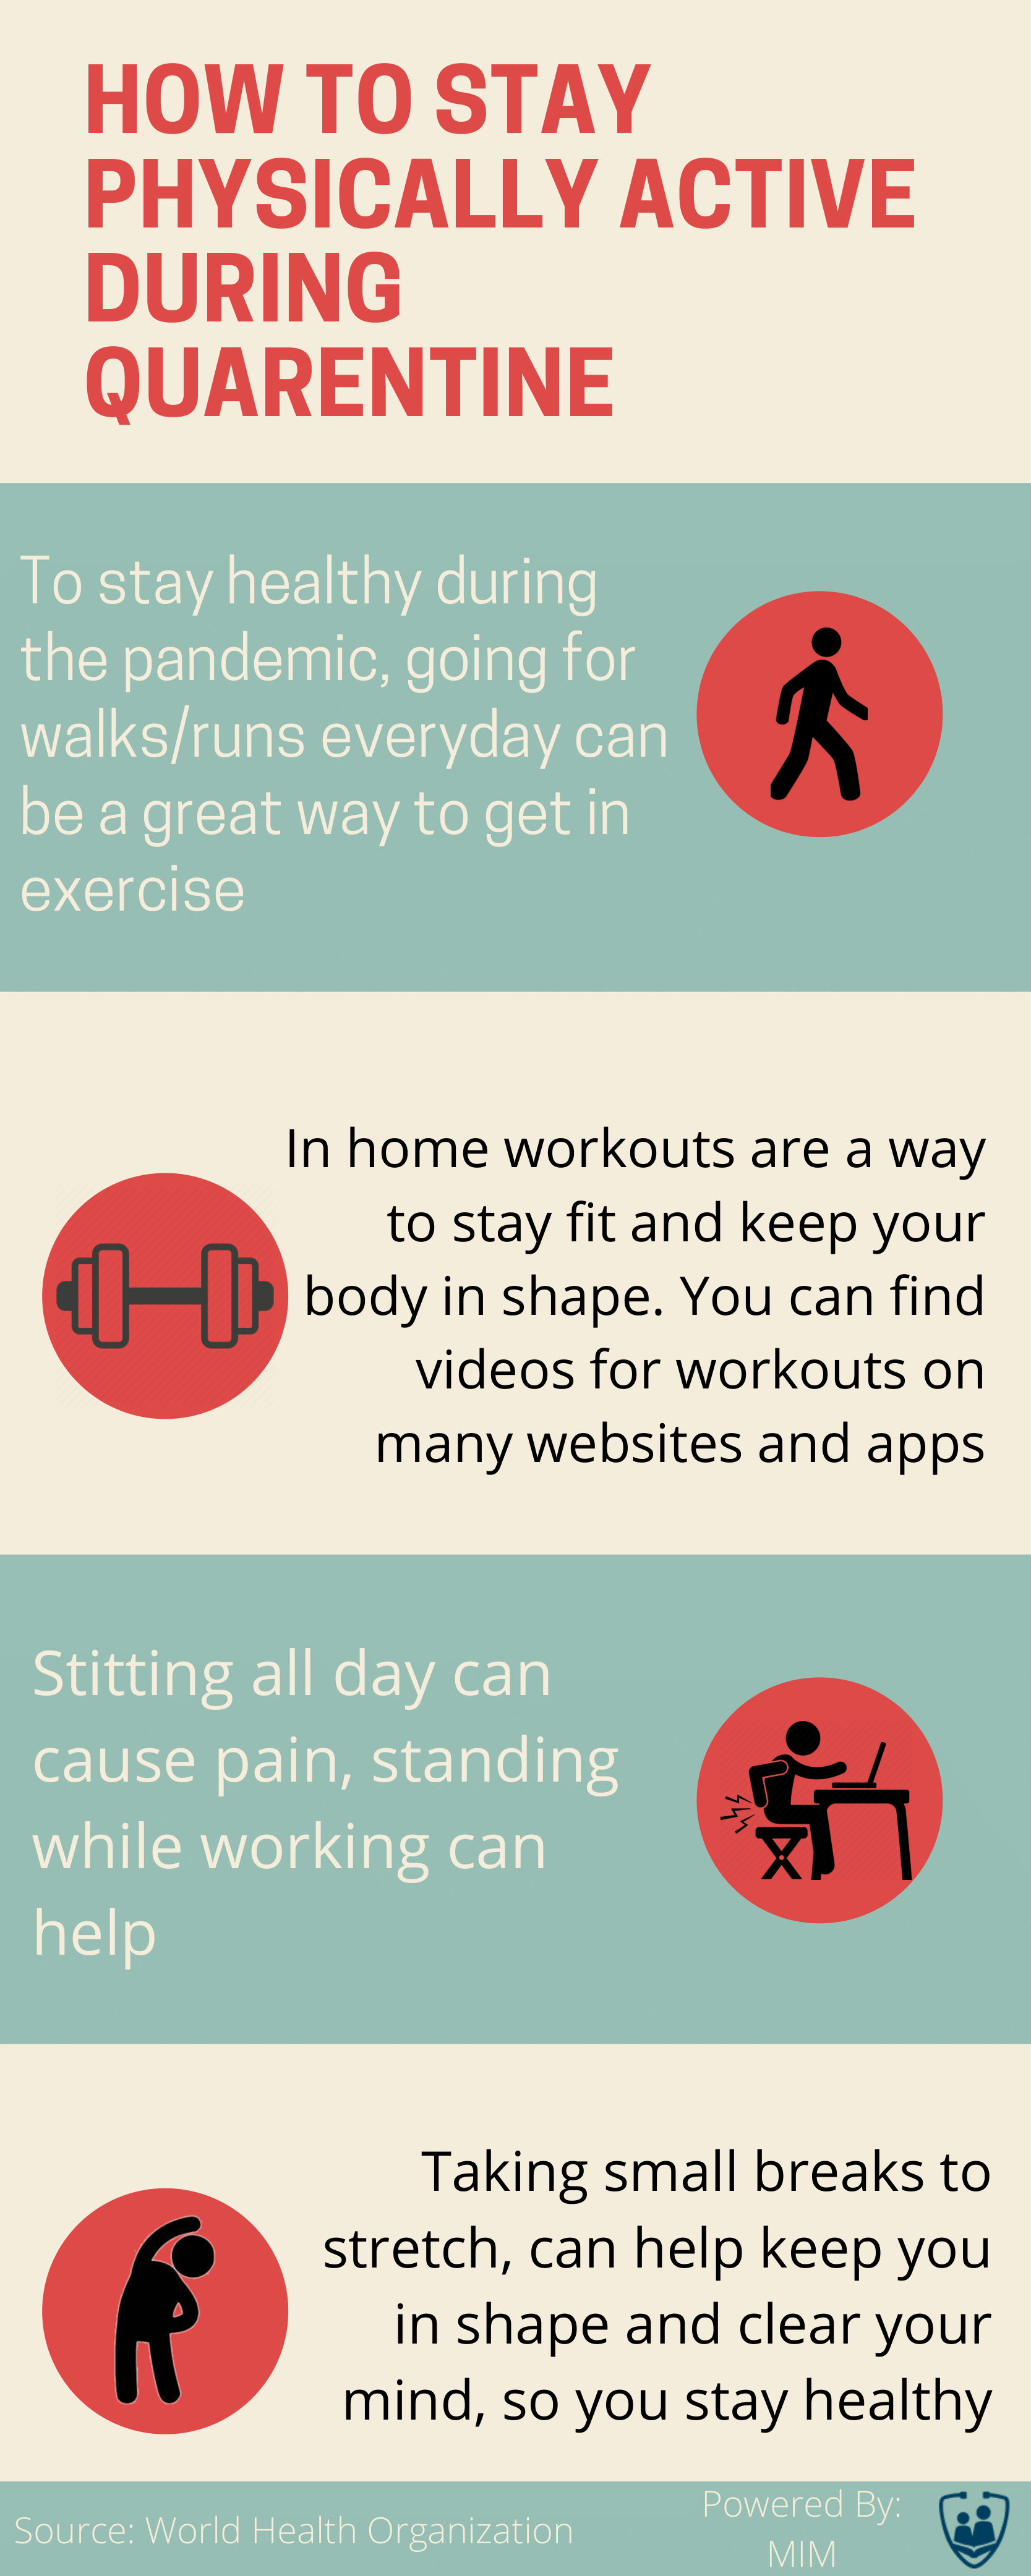 HOW TO STAY
PHYSICALLY ACTIVE
DURING
QUARENTINE
To stay healthy during
the pandemic, going for
walks/runs everyday can
be a great way to get in
exercise
In home workouts are a way
to stay fit and keep your
body in shape. You can find
videos for workouts on
many websites and apps
Stitting all day can
cause pain, standing
while working can
help
Taking small breaks to
stretch, can help keep you
in shape and clear your
mind, so you stay healthy
Source: World Health Organization
Powered By:
MIM